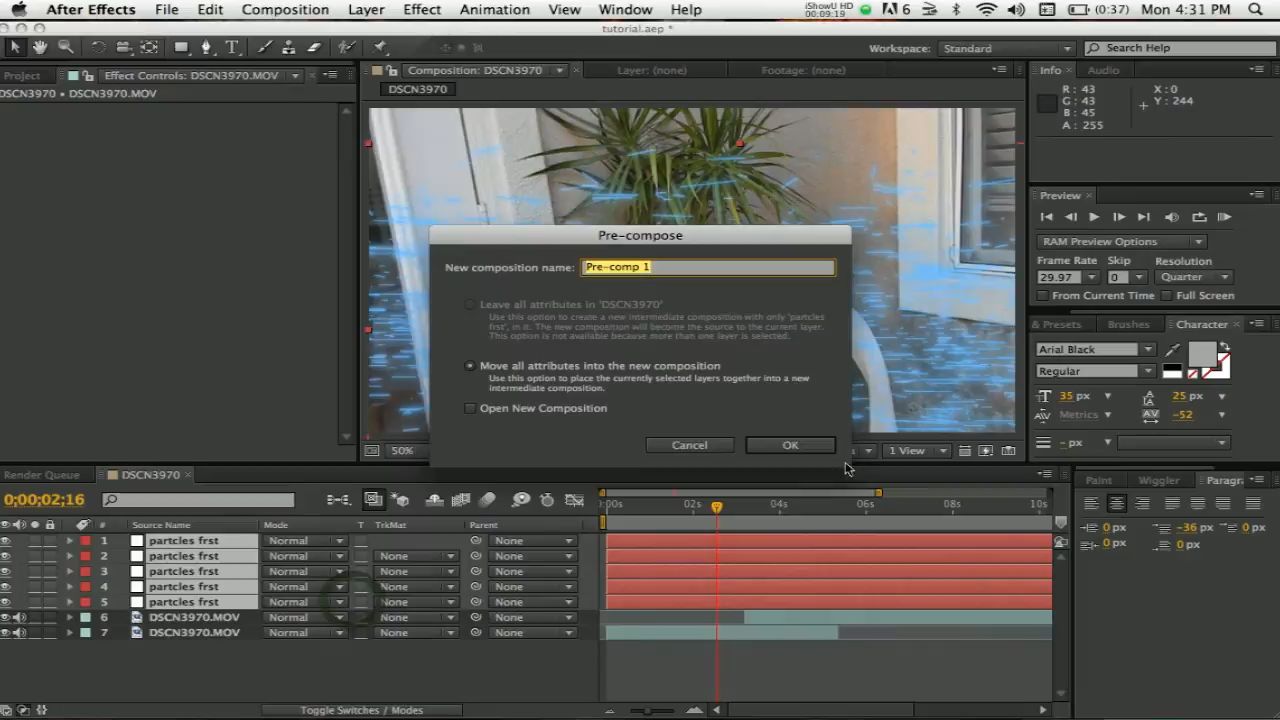 After Effects File Edit Composition Layer Effect Animation View Window Help iShowU HD 00:09:19 6 (0:37) Mon 4:31 PM
tutorial.aep *
Workspace: Standard Search Help
Project Effect Controls: DSCN3970.MOV Composition: DSCN3970 Layer: (none) Footage: (none) Info Audio
DSCN3970 • DSCN3970.MOV DSCN3970
R: 43 X: 0
G: 43 Y: 244
B: 45
A: 255
Preview
RAM Preview Options
Frame Rate Skip Resolution
29.97 0 Quarter
From Current Time Full Screen
& Presets Brushes Character
Arial Black
Regular
35 px 25 px
Metrics -52
- px
Pre-compose
New composition name: Pre-comp 1
Leave all attributes in 'DSCN3970'
Use this option to create a new intermediate composition with only 'partcles
frst', in it. The new composition will become the source to the current layer.
This option is not available because more than one layer is selected.
Move all attributes into the new composition
Use this option to place the currently selected layers together into a new
intermediate composition.
Open New Composition
Cancel OK
50% 1 View
Render Queue DSCN3970
0;00;02;16 :00s 02s 04s 06s 08s 10s
# Source Name Mode T TrkMat Parent
1 partcles frst Normal None
2 partcles frst Normal None None
3 partcles frst Normal None None
4 partcles frst Normal None None
5 partcles frst Normal None None
6 DSCN3970.MOV Normal None None
7 DSCN3970.MOV Normal None None
Toggle Switches / Modes
Paint Wiggler Paragra
0 px -36 px 0 px
0 px 0 px